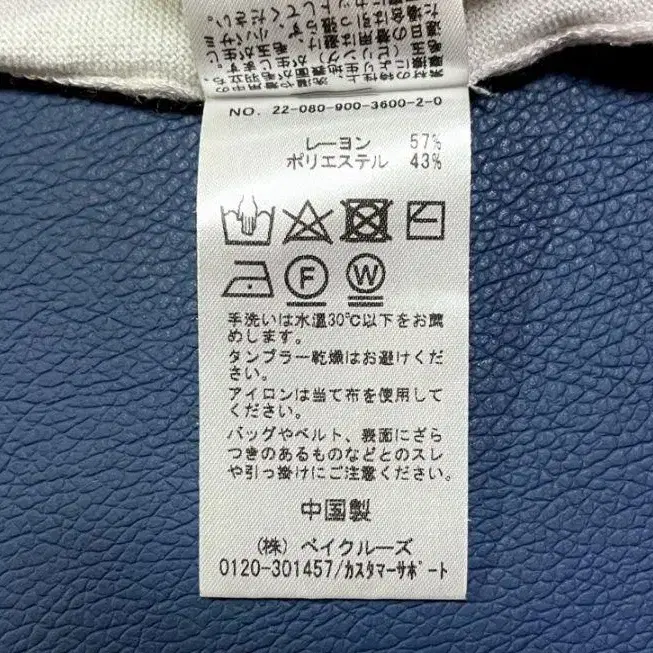 NO. 22-080-900-3600-2-0
レーヨン 57%
ポリエステル 43%
F
W
手洗いは水温30℃以下をお薦
めします。
タンブラー乾燥はお避けくだ
さい。
アイロンは当て布を使用して
ください。
バッグやベルト、表面にざら
つきのあるものなどとのスレ
や引っ掛けにご注意ください。
中国製
(株) ベイクルーズ
0120-301457/カスタマーサポート